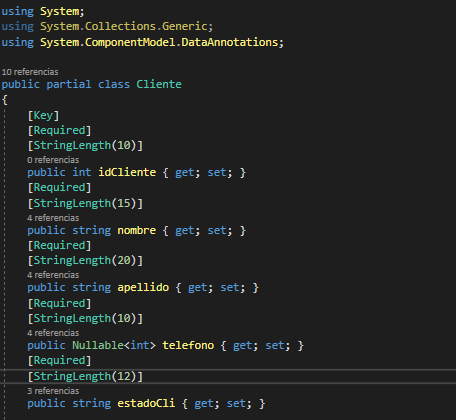 using System;
using System.Collections.Generic;
using System.ComponentModel.DataAnnotations;
10 referencias
public partial class Cliente
{
[Key]
[Required]
[StringLength(10)]
0 referencias
public int idCliente { get; set; }
[Required]
[StringLength(15)]
4 referencias
public string nombre { get; set; }
[Required]
[StringLength(20)]
4 referencias
public string apellido { get; set; }
[Required]
[StringLength(10)]
4 referencias
public Nullable<int> telefono { get; set; }
[Required]
[StringLength(12)]
3 referencias
public string estadoCli { get; set; }